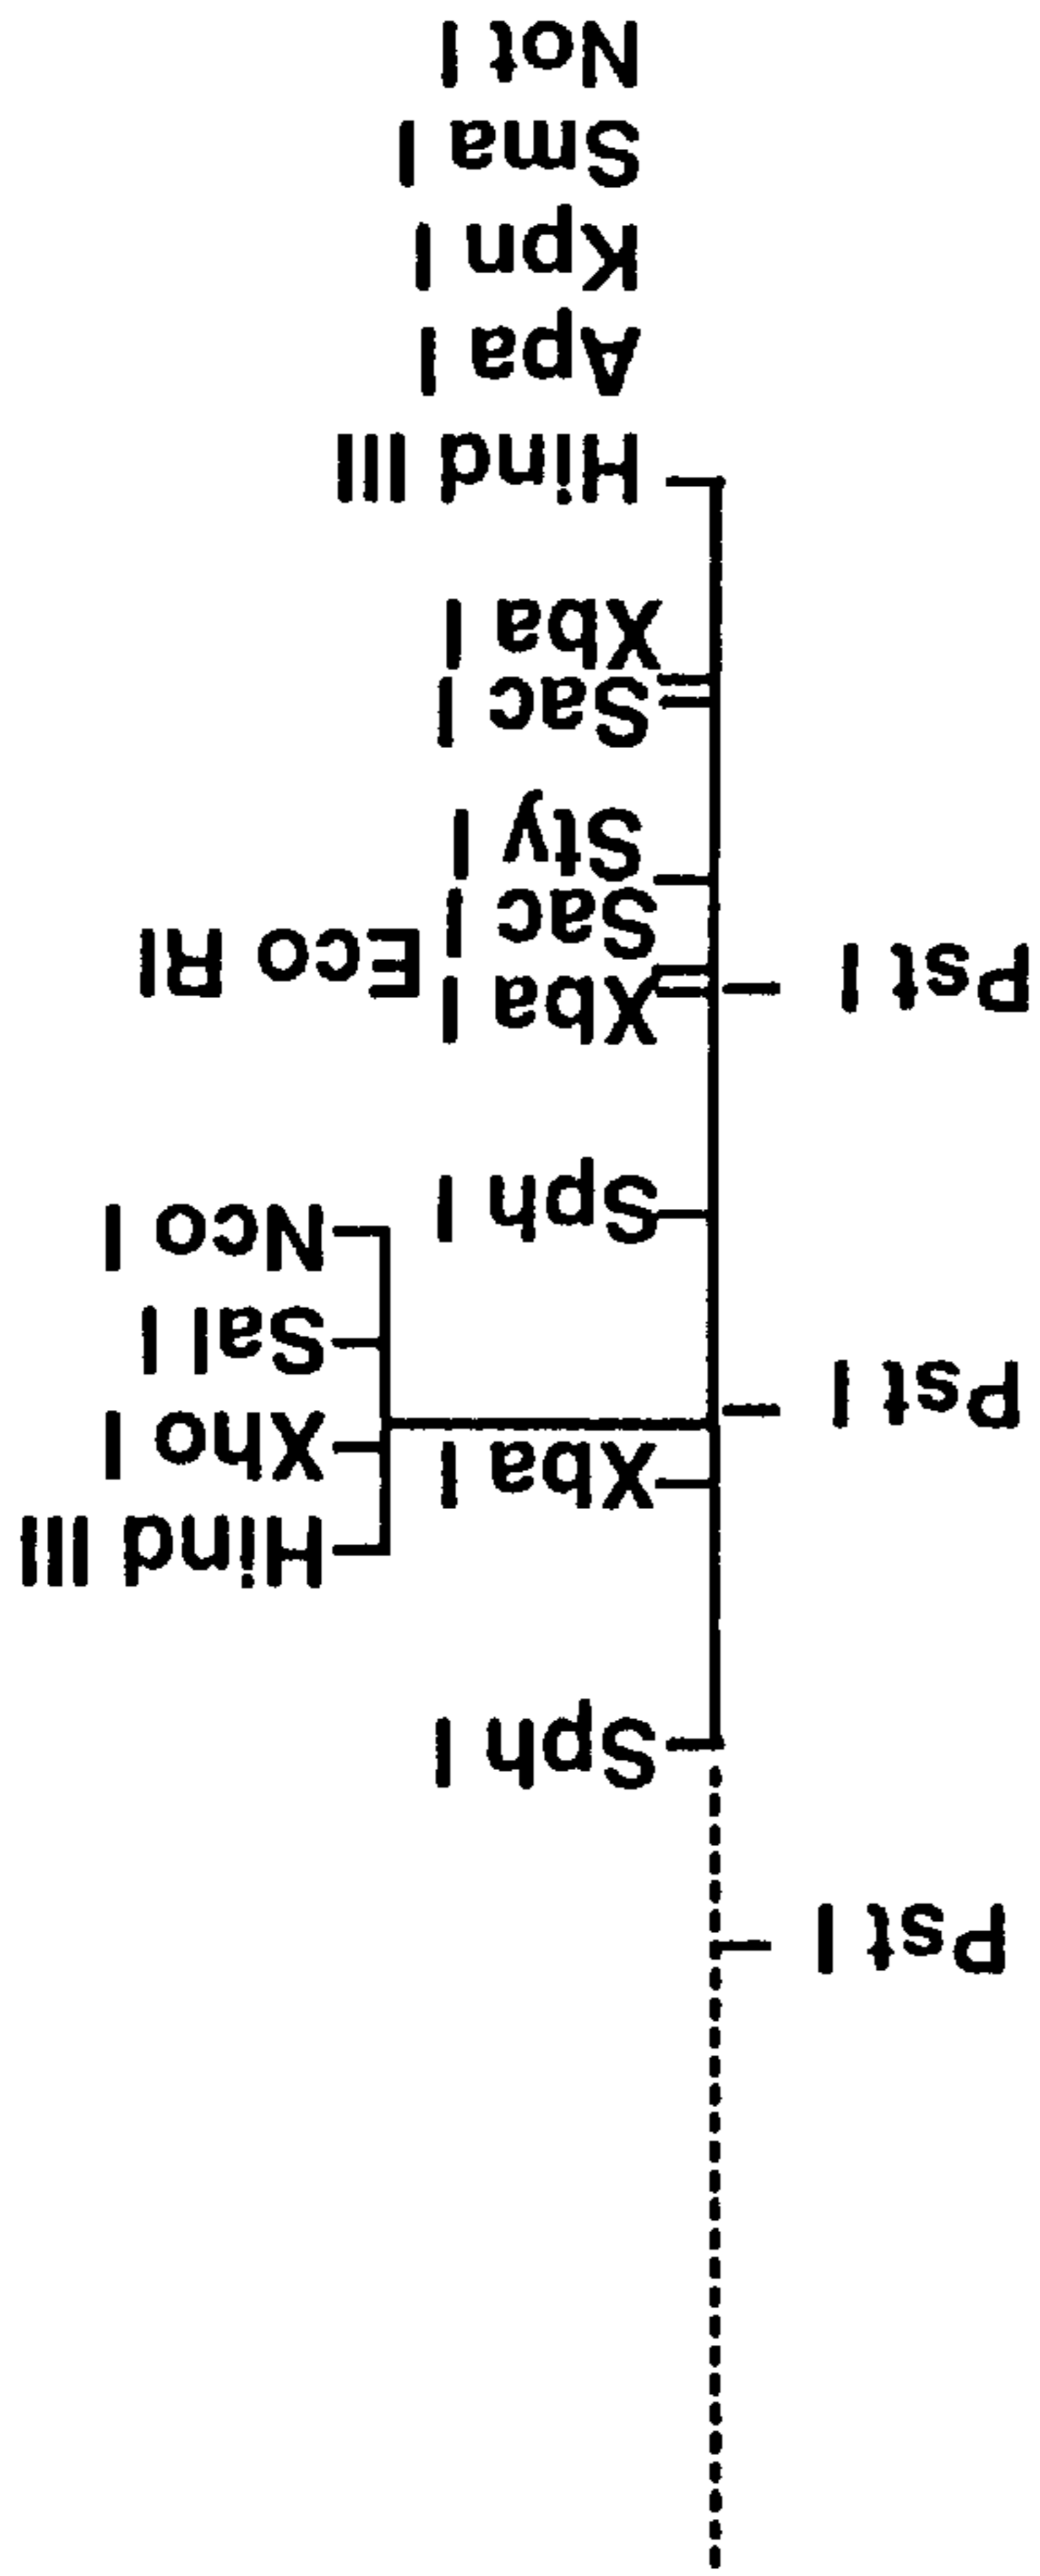 Pst I
Sph I
Hind III
Xba I
Xho I
Pst I
Sal I
Nco I
Sph I
Xba I
Pst I
Eco RI
Sac I
Sty I
Sac I
Xba I
Hind III
Apa I
Kpn I
Sma I
Not I